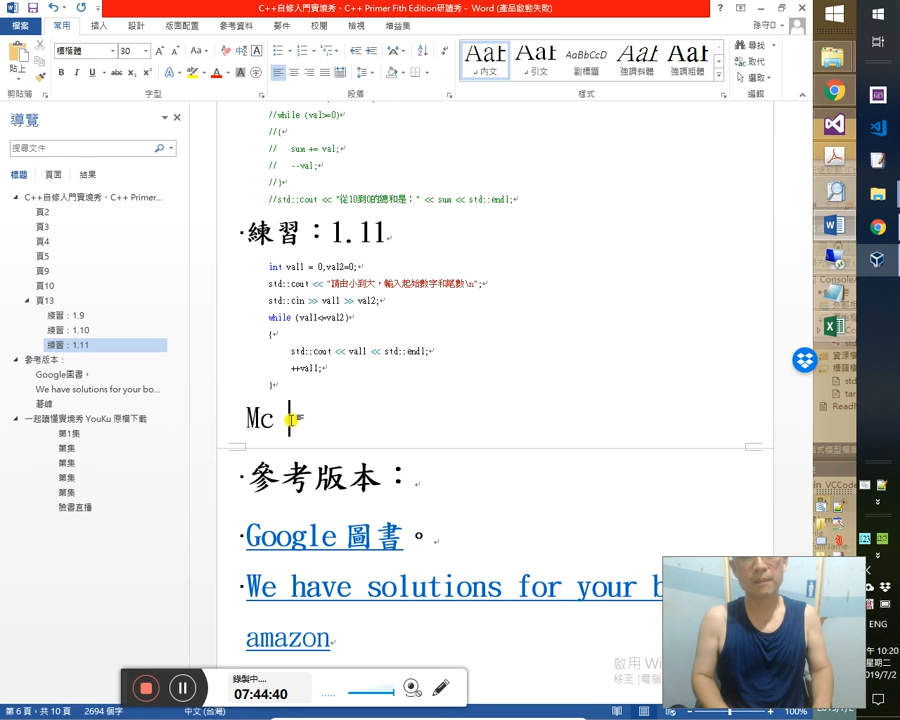 C++自修入門實境秀、C++ Primer Fith Edition研讀秀 - Word (產品啟動失敗)
檔案 常用 插入 設計 版面配置 參考資料 郵件 校閱 檢視 增益集
孫守口
標楷體 30
貼上
剪貼簿 字型 段落 樣式 編輯
AaBbCcD
內文 引文 副標題 強調斜體 強調粗體
尋找
取代
選取
導覽
搜尋文件
標題 頁面 結果
C++自修入門實境秀、C++ Primer...
頁2
頁3
頁4
頁5
頁9
頁10
頁13
練習：1.9
練習：1.10
練習：1.11
參考版本：
Google圖書。
We have solutions for your bo...
碁峰
一起讀懂實境秀 YouKu 原檔下載
第1集
第集
第集
第集
第集
臉書直播
//while (val>=0)
//{
// sum += val;
// --val;
//}
//std::cout << "從10到0的總和是：" << sum << std::endl;
練習：1.11
int val1 = 0,val2=0;
std::cout << "請由小到大，輸入起始數字和尾數\n";
std::cin >> val1 >> val2;
while (val1<=val2)
{
std::cout << val1 << std::endl;
++val1;
}
Mc
參考版本：
Google 圖書。
We have solutions for your b
amazon
錄製中....
07:44:40
第 6 頁，共 10 頁 2694 個字 中文 (台灣)
100%
ENG